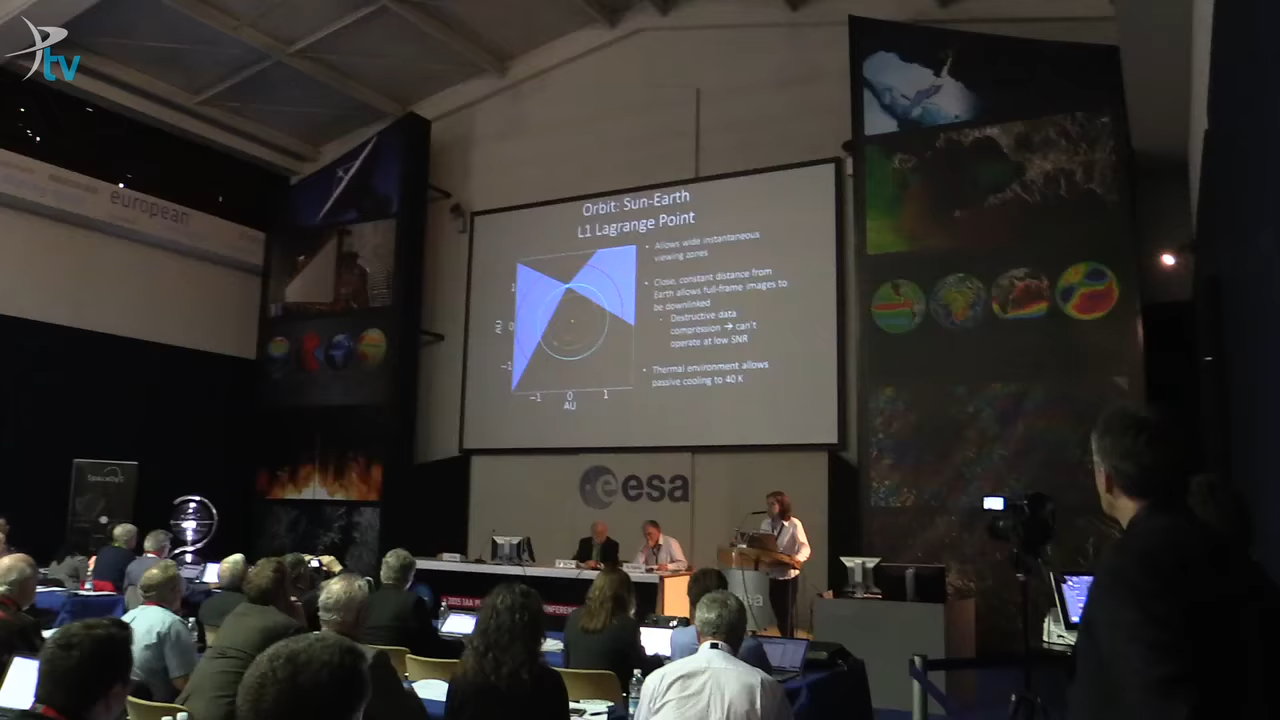 tv
european
Orbit: Sun-Earth
L1 Lagrange Point
• Allows wide instantaneous
viewing zones
• Close, constant distance from
Earth allows full-frame images to
be downlinked
• Destructive data
compression → can't
operate at low SNR
• Thermal environment allows
passive cooling to 40 K
1
0
−1
AU
−1 0 1
AU
esa
2015 IAA
CONFERENCE